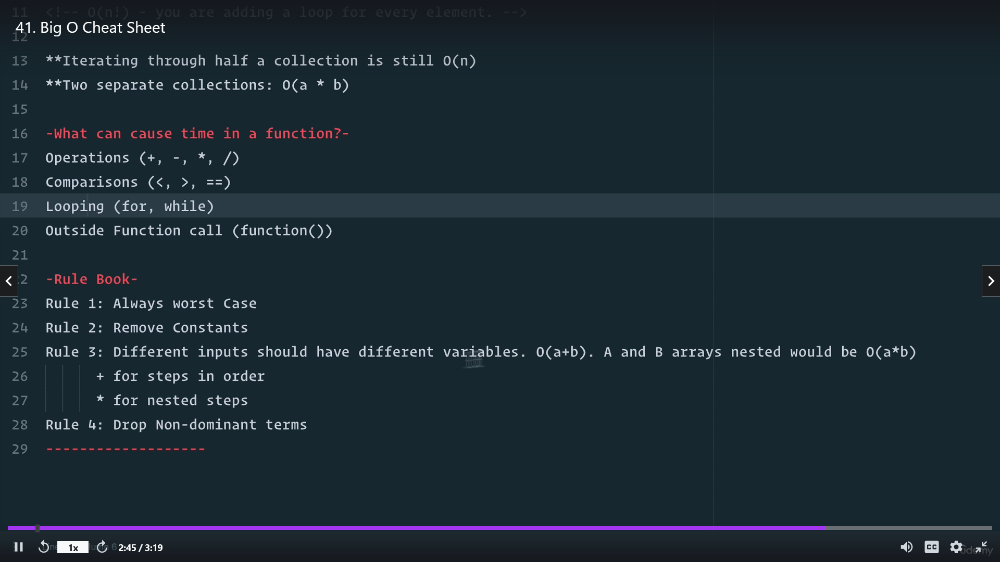 11 <!-- O(n!) - you are adding a loop for every element. -->
41. Big O Cheat Sheet
12
13 **Iterating through half a collection is still O(n)
14 **Two separate collections: O(a * b)
15
16 -What can cause time in a function?-
17 Operations (+, -, *, /)
18 Comparisons (<, >, ==)
19 Looping (for, while)
20 Outside Function call (function())
21
2 -Rule Book-
23 Rule 1: Always worst Case
24 Rule 2: Remove Constants
25 Rule 3: Different inputs should have different variables. O(a+b). A and B arrays nested would be O(a*b)
26 + for steps in order
27 * for nested steps
28 Rule 4: Drop Non-dominant terms
29 -------------------
1x 6 2:45 / 3:19 CC udemy